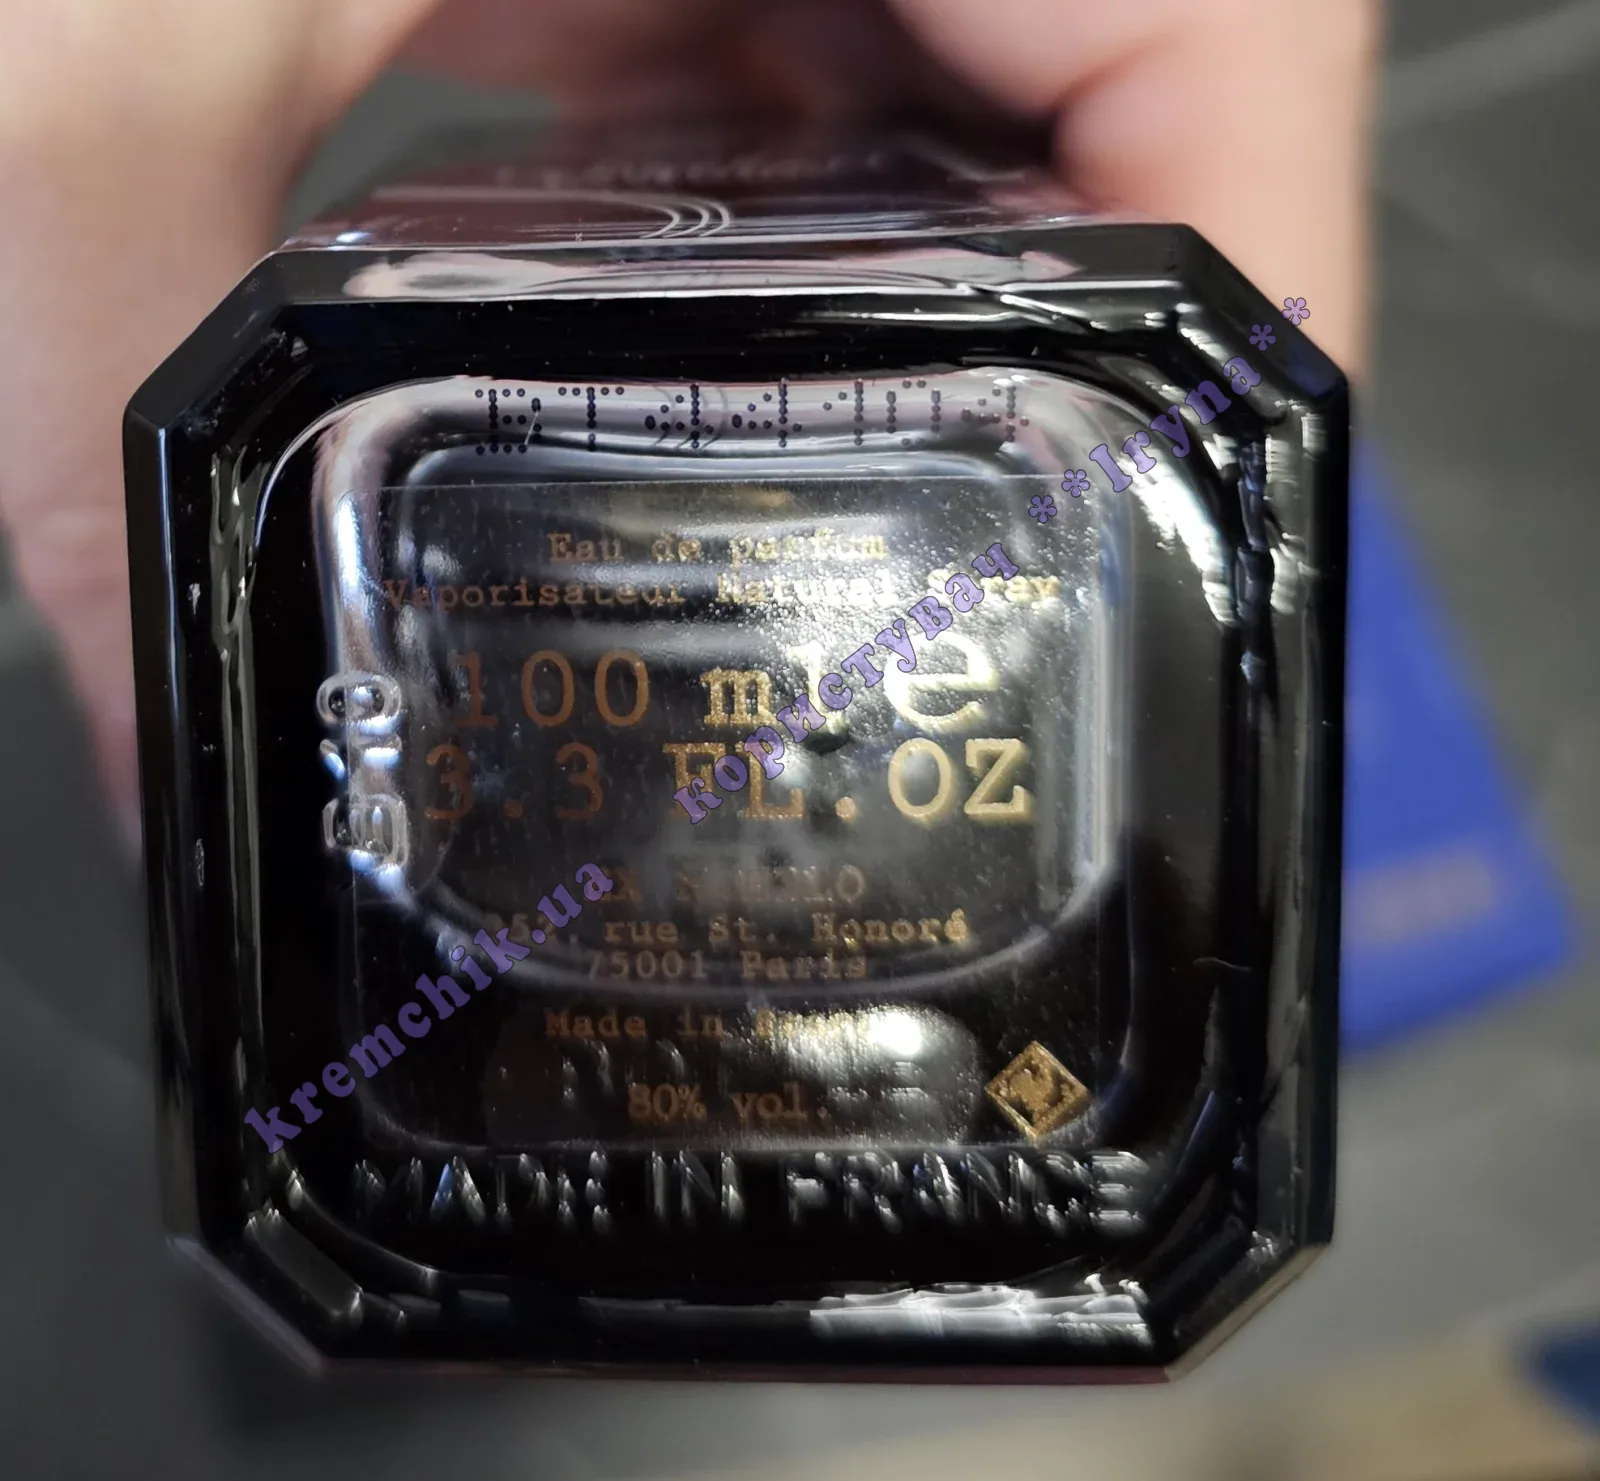 Eau de parfum
Vaporisateur Natural Spray
100 ml e
3.3 FL.OZ
rue St. Honoré
75001 Paris
Made in
80% vol.
MADE IN FRANCE
kremchik.ua користувач **Iryna**